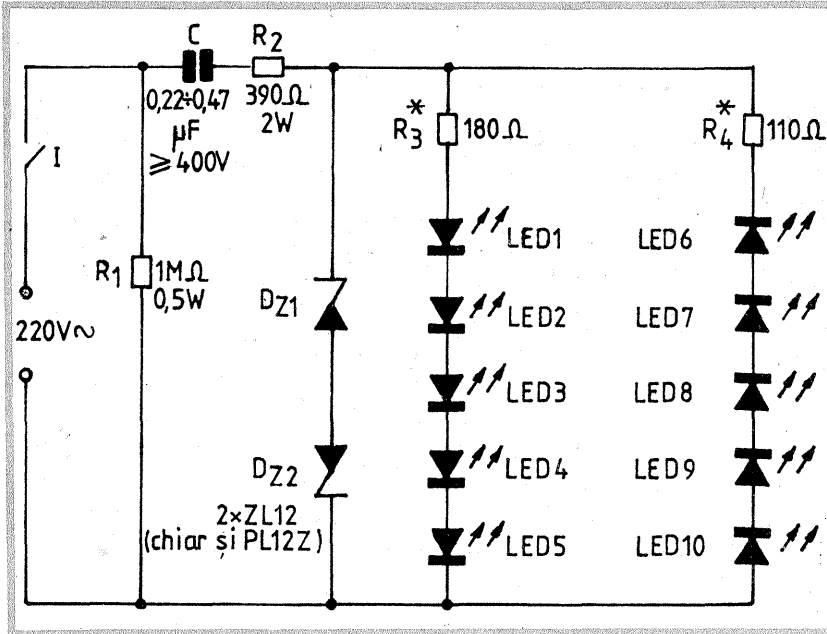 C
0,22÷0,47
μF
⩾400V
R2
390Ω
2W
I
220V~
R1
1MΩ
0,5W
DZ1
DZ2
2×ZL12
(chiar și PL12Z)
*
R3
180Ω
LED1
LED2
LED3
LED4
LED5
*
R4
110Ω
LED6
LED7
LED8
LED9
LED10